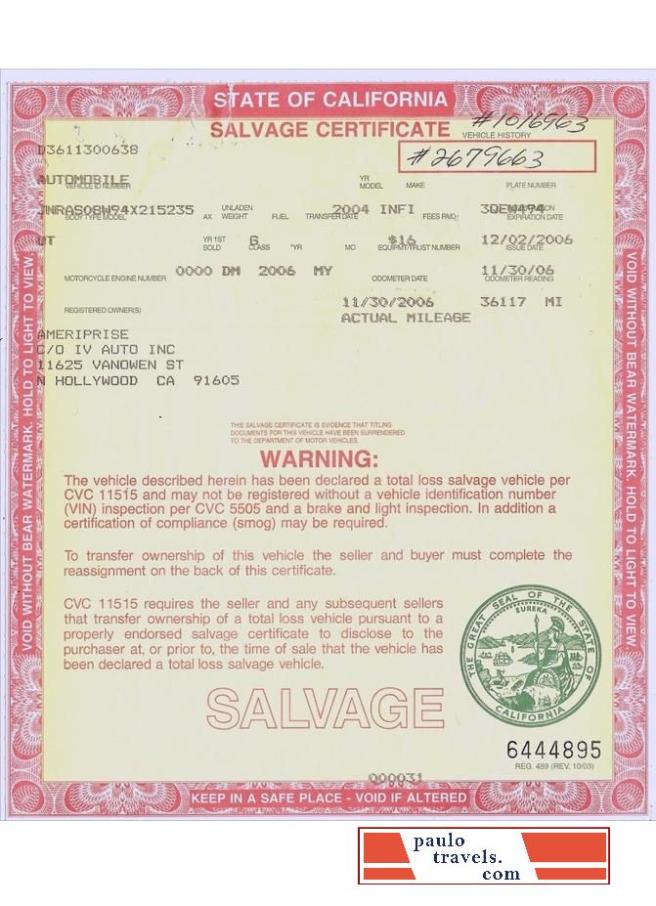 STATE OF CALIFORNIA
SALVAGE CERTIFICATE
#1016963
VEHICLE HISTORY
#2679663
D3611300638
AUTOMOBILE
VEHICLE ID NUMBER
YR MODEL
MAKE
PLATE NUMBER
JNRAS08W94X215235
2004 INFI
3QEW494
BODY TYPE MODEL
AX
UNLADEN WEIGHT
FUEL
TRANSFER DATE
FEES PAID
EXPIRATION DATE
UT
G
$16
12/02/2006
YR 1ST SOLD
CLASS
*YR
MO
EQUIPMT/TRUST NUMBER
ISSUE DATE
0000 DM 2006 MY
11/30/06
MOTORCYCLE ENGINE NUMBER
ODOMETER DATE
ODOMETER READING
11/30/2006 36117 MI
REGISTERED OWNER(S)
ACTUAL MILEAGE
AMERIPRISE
C/O IV AUTO INC
11625 VANOWEN ST
N HOLLYWOOD CA 91605
THIS SALVAGE CERTIFICATE IS EVIDENCE THAT TITLING
DOCUMENTS FOR THIS VEHICLE HAVE BEEN SURRENDERED
TO THE DEPARTMENT OF MOTOR VEHICLES.
WARNING:
The vehicle described herein has been declared a total loss salvage vehicle per
CVC 11515 and may not be registered without a vehicle identification number
(VIN) inspection per CVC 5505 and a brake and light inspection. In addition a
certification of compliance (smog) may be required.
To transfer ownership of this vehicle the seller and buyer must complete the
reassignment on the back of this certificate.
CVC 11515 requires the seller and any subsequent sellers
that transfer ownership of a total loss vehicle pursuant to a
properly endorsed salvage certificate to disclose to the
purchaser at, or prior to, the time of sale that the vehicle has
been declared a total loss salvage vehicle.
THE GREAT SEAL OF THE STATE OF CALIFORNIA
EUREKA
SALVAGE
6444895
REG. 489 (REV. 10/03)
000031
KEEP IN A SAFE PLACE - VOID IF ALTERED
VOID WITHOUT BEAR WATERMARK. HOLD TO LIGHT TO VIEW.
VOID WITHOUT BEAR WATERMARK. HOLD TO LIGHT TO VIEW.
paulo
travels.
com